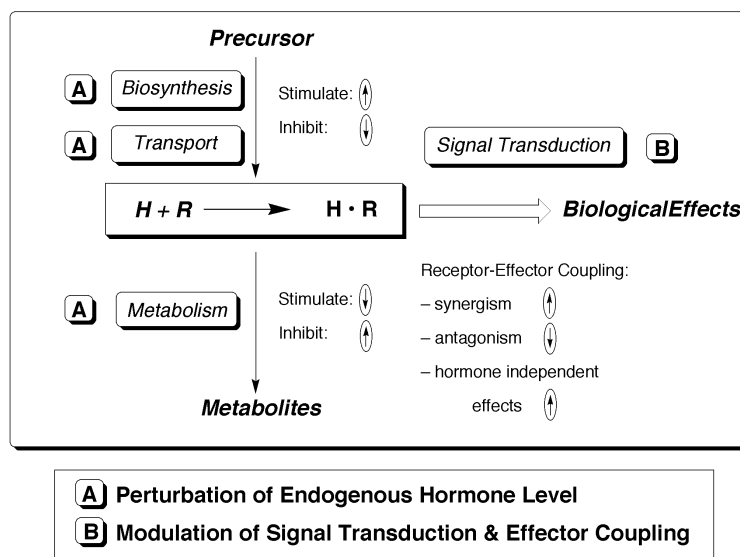 Precursor
A Biosynthesis
Stimulate: ↑
A Transport
Inhibit: ↓
Signal Transduction B
H + R → H • R ⇒ BiologicalEffects
Receptor-Effector Coupling:
A Metabolism
Stimulate: ↓
– synergism ↑
Inhibit: ↑
– antagonism ↓
– hormone independent
effects ↑
Metabolites
A Perturbation of Endogenous Hormone Level
B Modulation of Signal Transduction & Effector Coupling